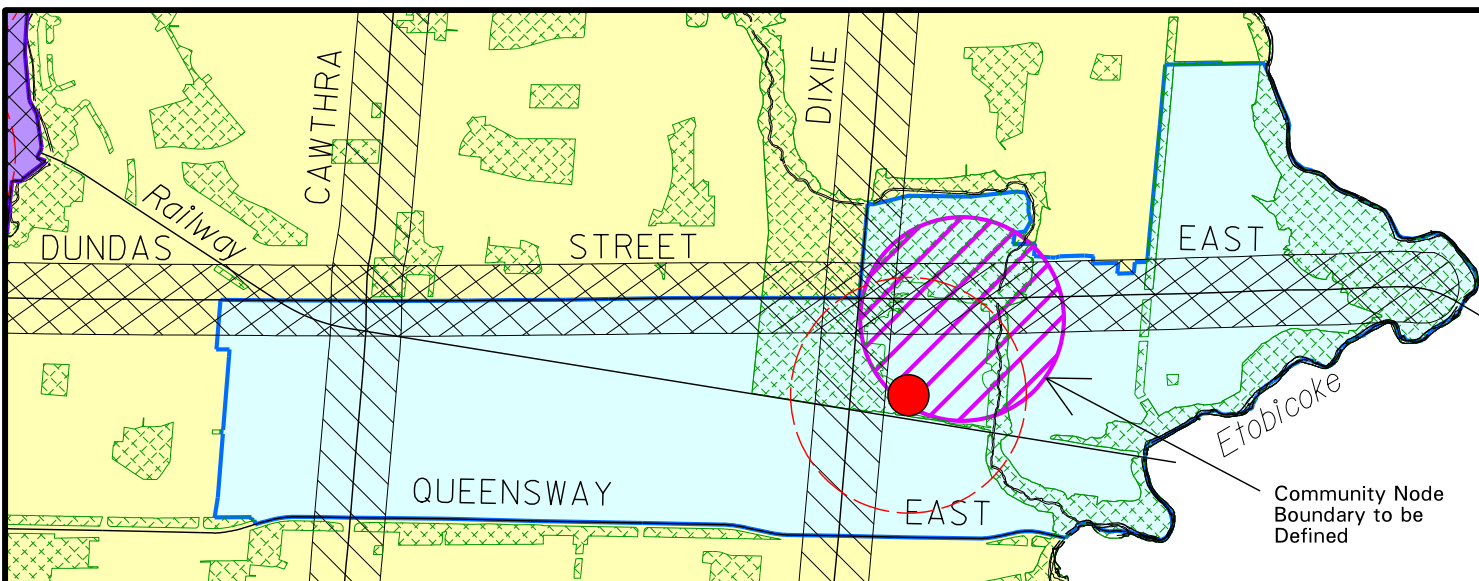 CAWTHRA
DIXIE
Railway
DUNDAS
STREET
EAST
Etobicoke
QUEENSWAY
EAST
Community Node
Boundary to be
Defined